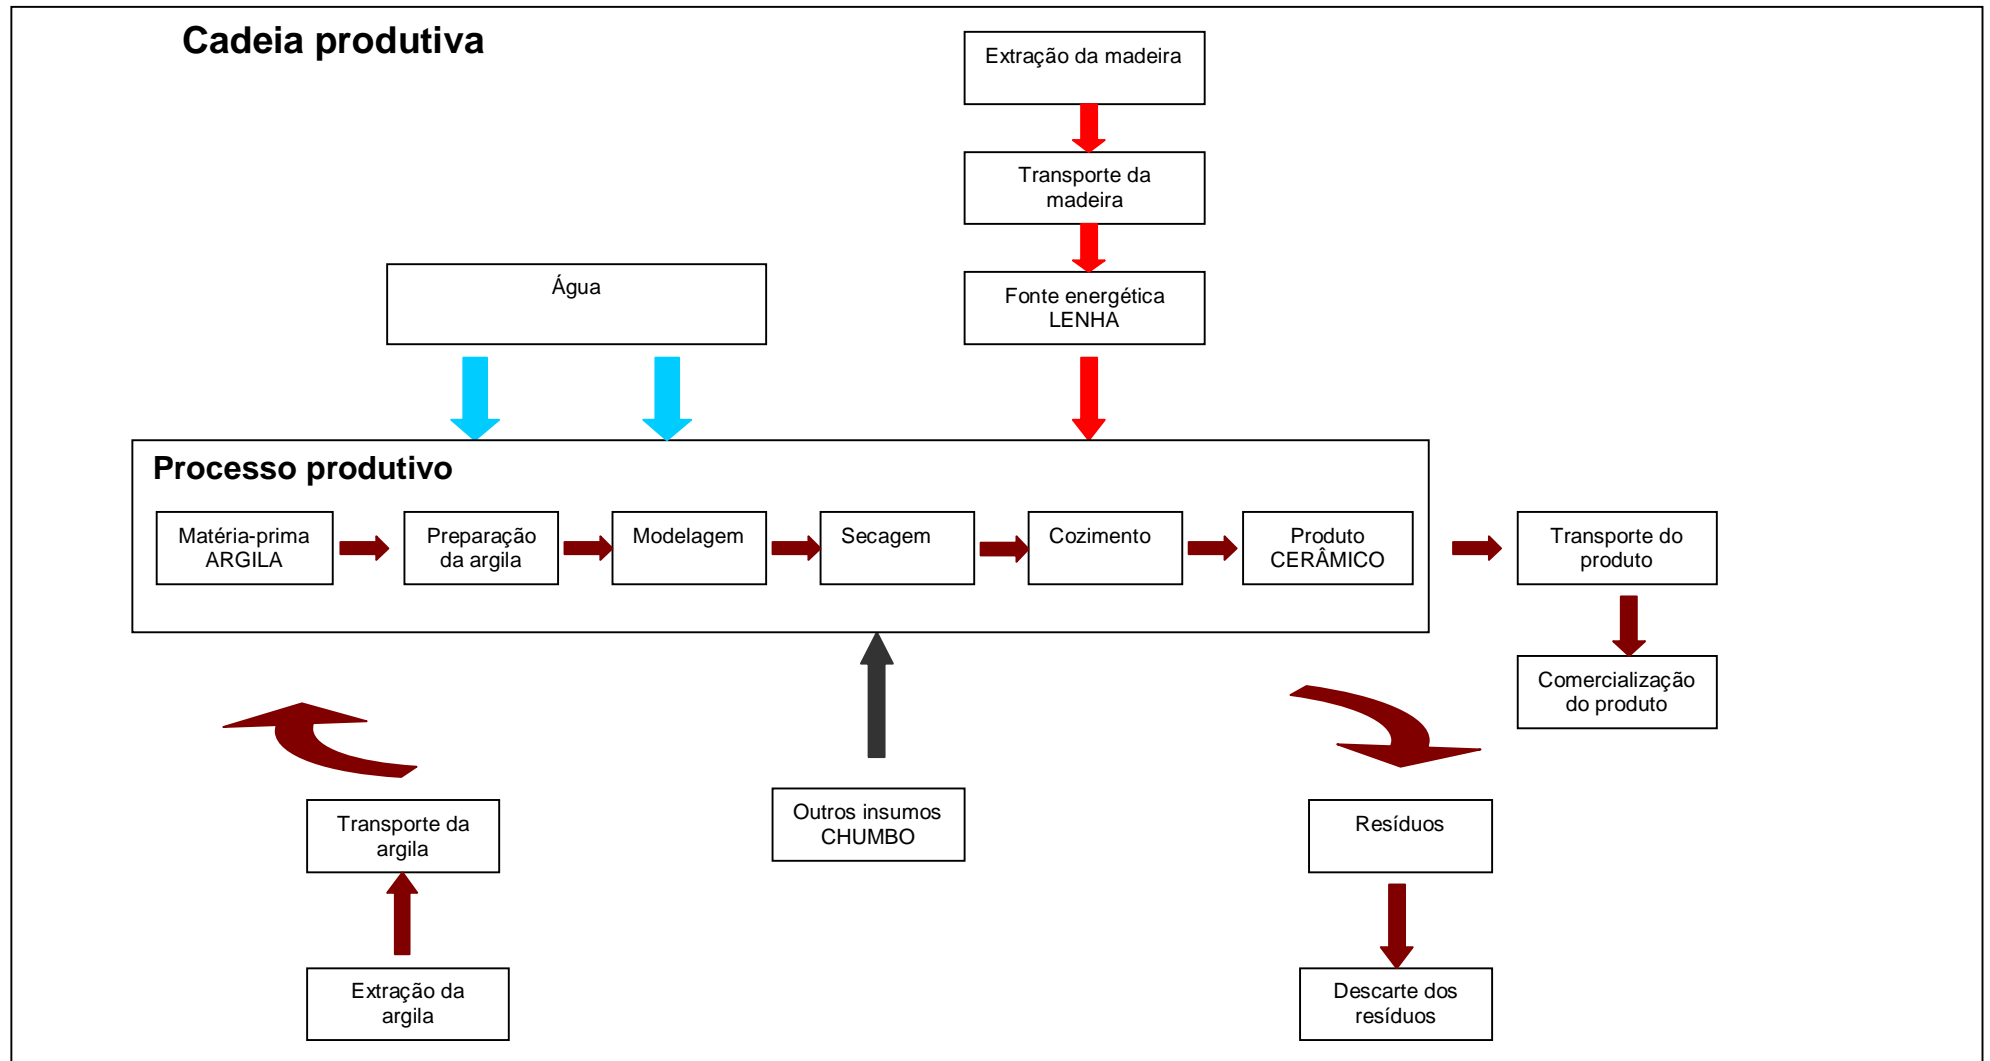 Cadeia produtiva
Extração da madeira
Transporte da
madeira
Água
Fonte energética
LENHA
Processo produtivo
Matéria-prima
ARGILA
Preparação
da argila
Modelagem
Secagem
Cozimento
Produto
CERÂMICO
Transporte do
produto
Comercialização
do produto
Transporte da
argila
Outros insumos
CHUMBO
Resíduos
Extração da
argila
Descarte dos
resíduos